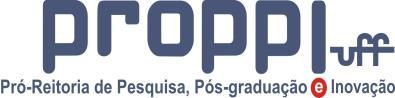 proppi uff
Pró-Reitoria de Pesquisa, Pós-graduação e Inovação